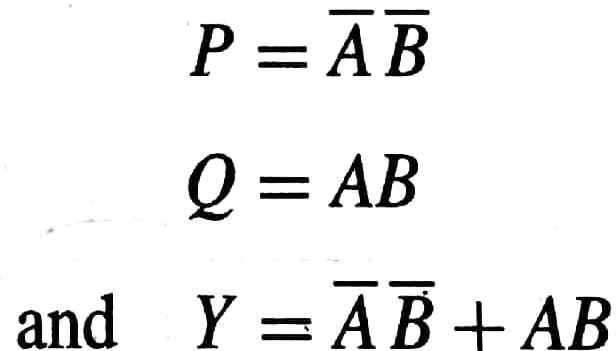 P = A̅ B̅
Q = AB
and Y = A̅ B̅ + AB